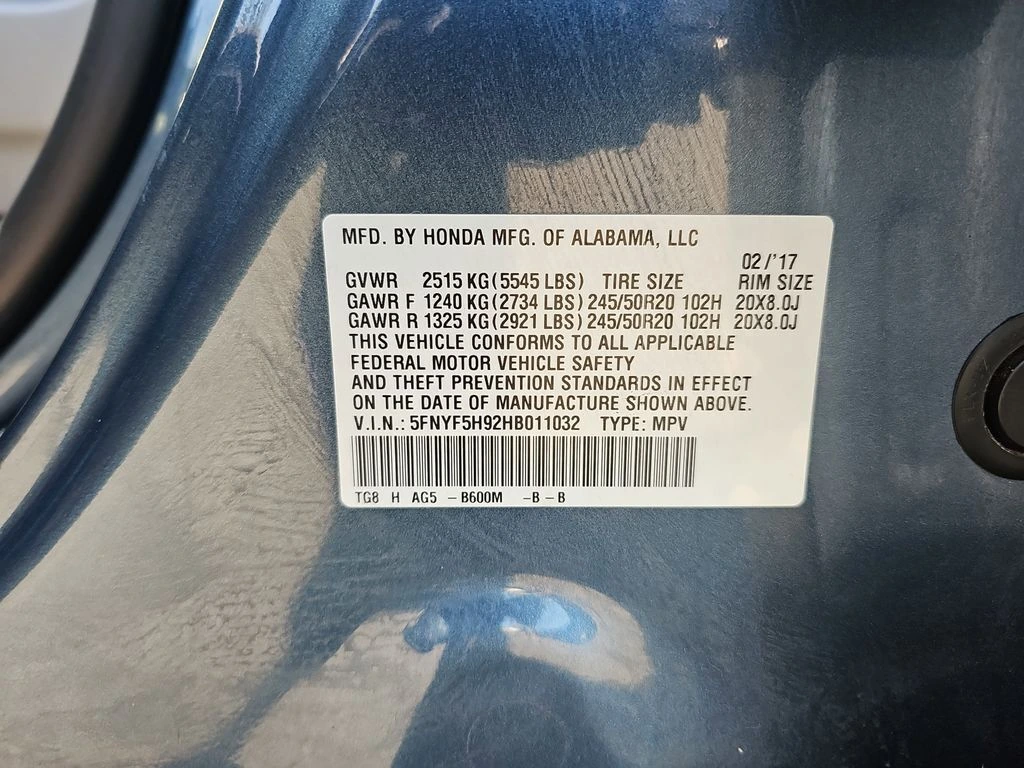 MFD. BY HONDA MFG. OF ALABAMA, LLC
02/'17
GVWR 2515 KG (5545 LBS) TIRE SIZE RIM SIZE
GAWR F 1240 KG (2734 LBS) 245/50R20 102H 20X8.0J
GAWR R 1325 KG (2921 LBS) 245/50R20 102H 20X8.0J
THIS VEHICLE CONFORMS TO ALL APPLICABLE
FEDERAL MOTOR VEHICLE SAFETY
AND THEFT PREVENTION STANDARDS IN EFFECT
ON THE DATE OF MANUFACTURE SHOWN ABOVE.
V.I.N.: 5FNYF5H92HB011032 TYPE: MPV
TG8 H AG5 -B600M -B-B